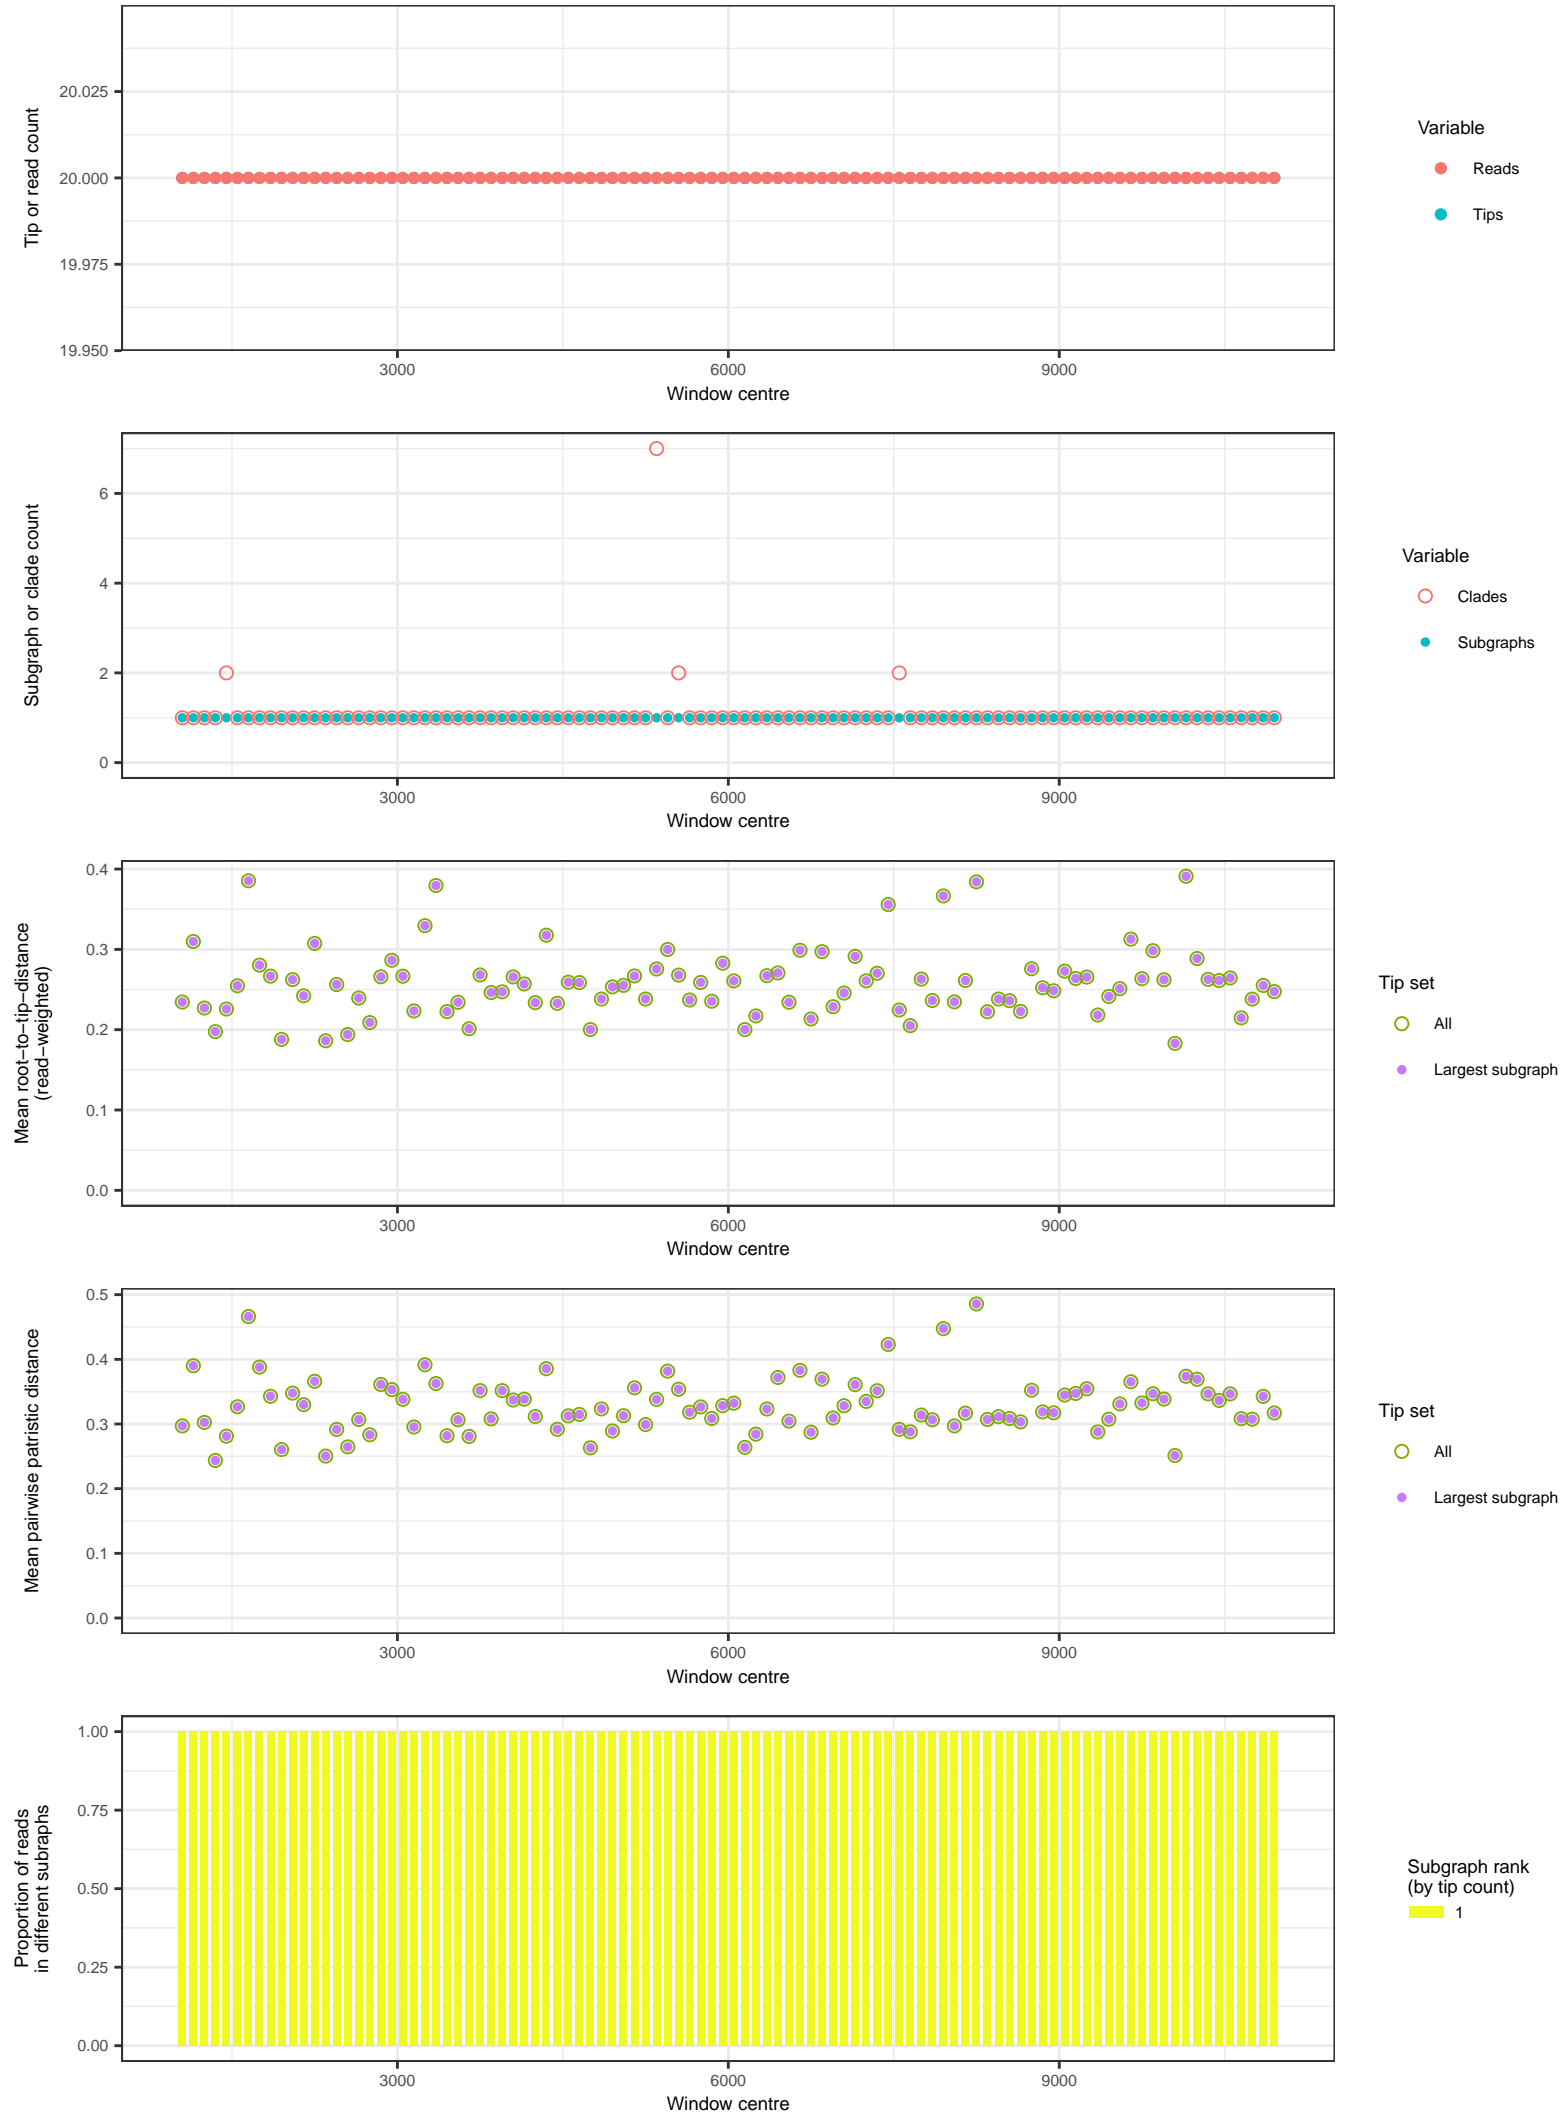 20.025
20.000
19.975
19.950
Tip or read count
3000
6000
9000
Window centre
Variable
Reads
Tips
6
4
2
0
Subgraph or clade count
3000
6000
9000
Window centre
Variable
Clades
Subgraphs
0.4
0.3
0.2
0.1
0.0
Mean root−to−tip−distance
(read−weighted)
3000
6000
9000
Window centre
Tip set
All
Largest subgraph
0.5
0.4
0.3
0.2
0.1
0.0
Mean pairwise patristic distance
3000
6000
9000
Window centre
Tip set
All
Largest subgraph
1.00
0.75
0.50
0.25
0.00
Proportion of reads
in different subraphs
3000
6000
9000
Window centre
Subgraph rank
(by tip count)
1